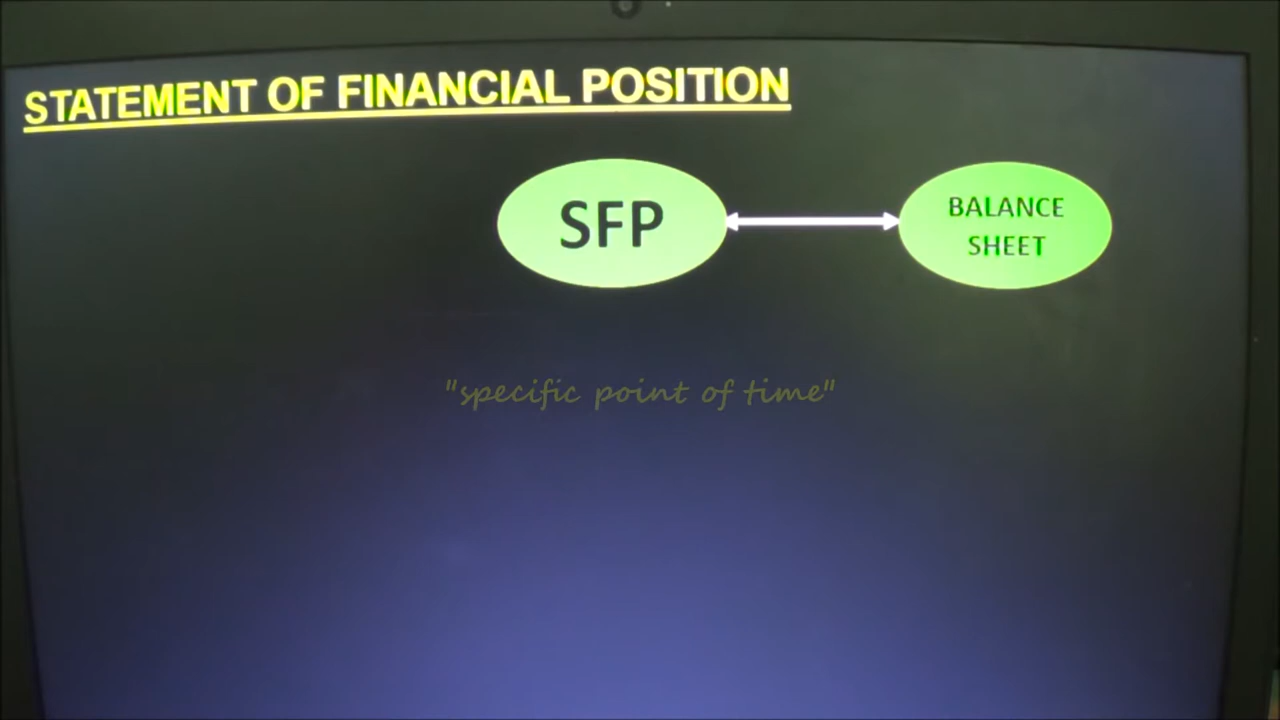 STATEMENT OF FINANCIAL POSITION
SFP
BALANCE
SHEET
"specific point of time"